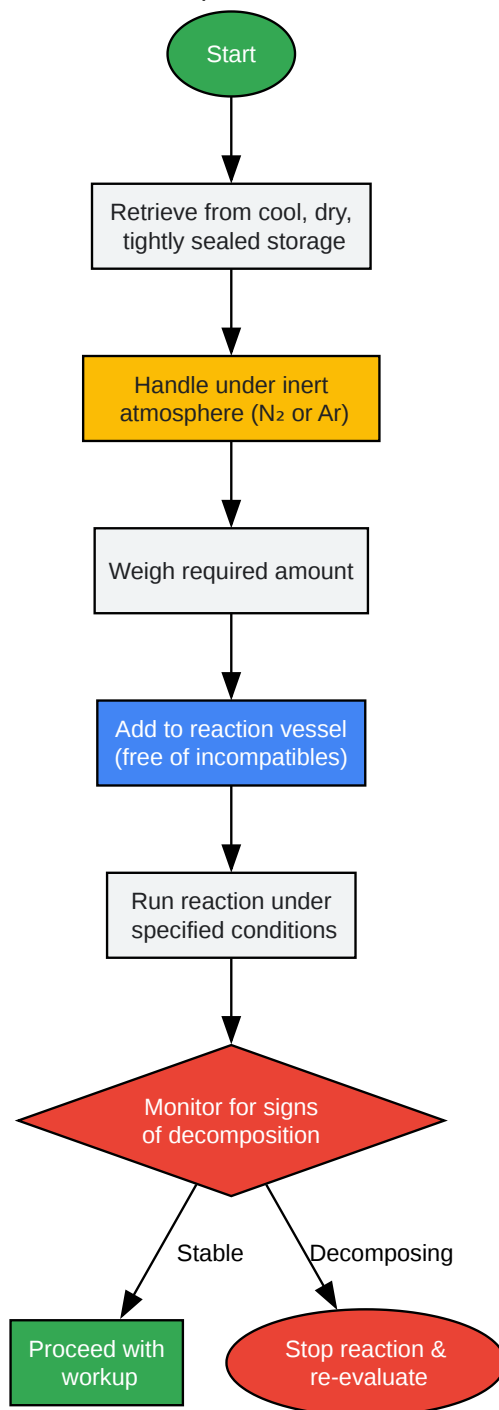 Start
Retrieve from cool, dry,
tightly sealed storage
Handle under inert
atmosphere (N₂ or Ar)
Weigh required amount
Add to reaction vessel
(free of incompatibles)
Run reaction under
specified conditions
Monitor for signs
of decomposition
Stable
Decomposing
Proceed with
workup
Stop reaction &
re-evaluate